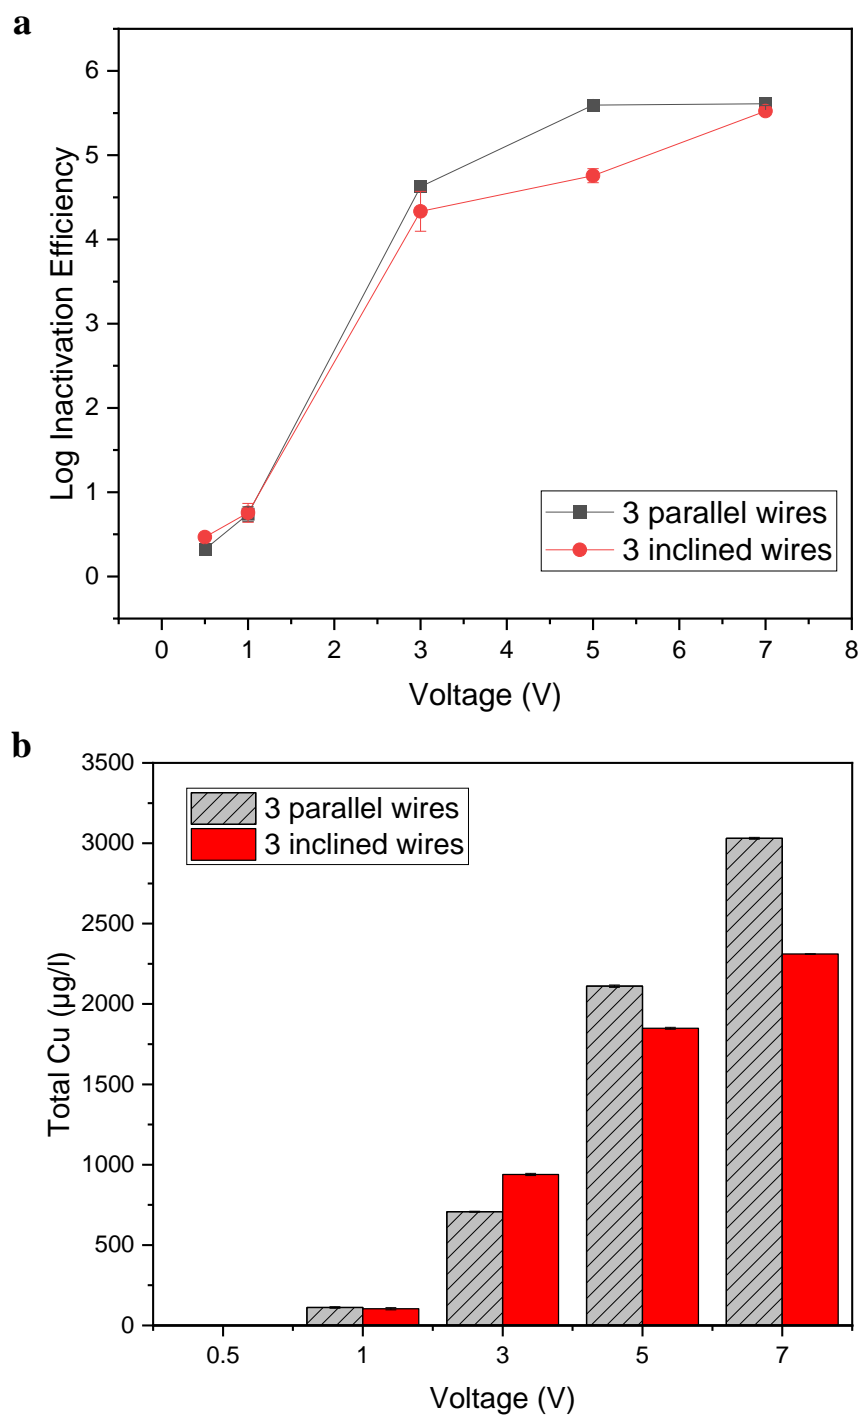 a
6
5
4
3
2
1
0
Log Inactivation Efficiency
3 parallel wires
3 inclined wires
0 1 2 3 4 5 6 7 8
Voltage (V)
b
3500
3000
2500
2000
1500
1000
500
0
Total Cu (µg/l)
3 parallel wires
3 inclined wires
0.5 1 3 5 7
Voltage (V)